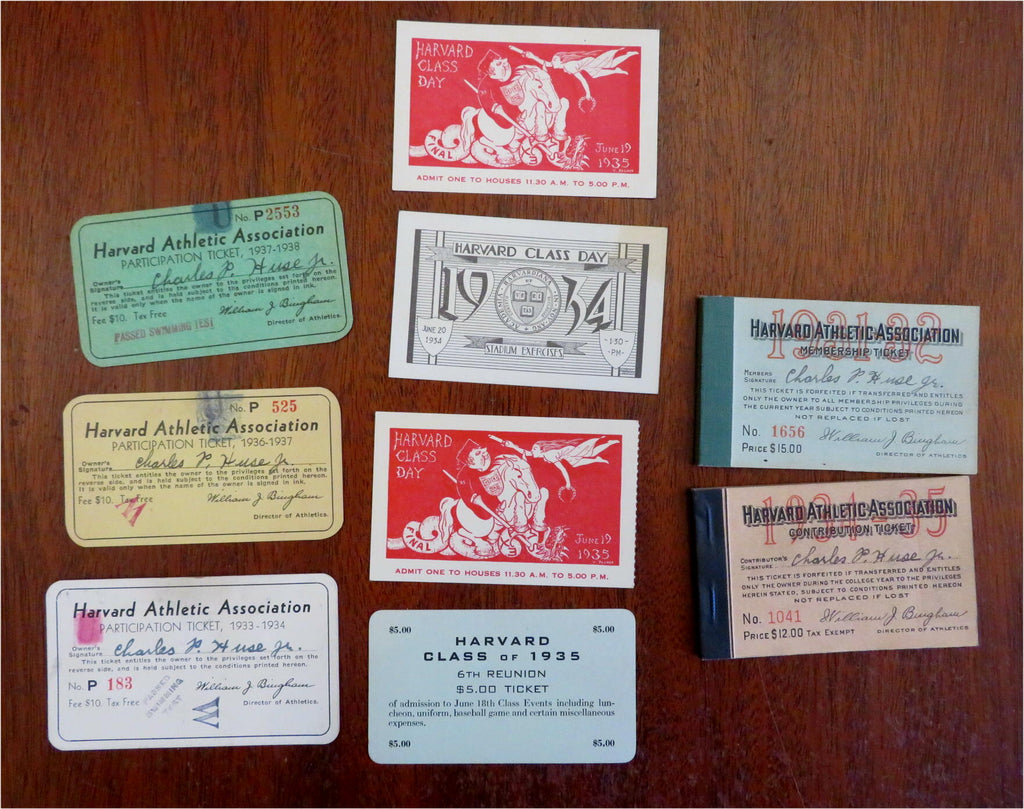 No. P 2553
Harvard Athletic Association
PARTICIPATION TICKET, 1937-1938
Owner's
Signature Charles P. Huse Jr.
This ticket entitles the owner to the privileges set forth on the
reverse side, and is held subject to the conditions printed hereon.
It is valid only when the name of the owner is signed in ink.
Fee $10. Tax Free
William J Bingham
Director of Athletics.
PASSED SWIMMING TEST
No. P 525
Harvard Athletic Association
PARTICIPATION TICKET, 1936-1937
Owner's
Signature Charles P. Huse Jr.
This ticket entitles the owner to the privileges set forth on the
reverse side, and is held subject to the conditions printed hereon.
It is valid only when the name of the owner is signed in ink.
Fee $10. Tax Free
William J. Bingham
Director of Athletics.
Harvard Athletic Association
PARTICIPATION TICKET, 1933-1934
Owner's
Signature Charles P. Huse Jr.
This ticket entitles the owner to the privileges set forth on the
reverse side, and is held subject to the conditions printed hereon.
No. P 183
William J. Bingham
Fee $10. Tax Free
Director of Athletics.
PASSED
SWIMMING
TEST
W
HARVARD
CLASS
DAY
FINAL
JUNE 19
1935
ADMIT ONE TO HOUSES 11.30 A.M. TO 5.00 P.M.
HARVARD CLASS DAY
1934
JUNE 20
1934
-1:30-
-PM-
STADIUM EXERCISES
HARVARD
CLASS
DAY
FINAL
JUNE 19
1935
ADMIT ONE TO HOUSES 11.30 A.M. TO 5.00 P.M.
$5.00 $5.00
HARVARD
CLASS OF 1935
6TH REUNION
$5.00 TICKET
of admission to June 18th Class Events including lun-
cheon, uniform, baseball game and certain miscellaneous
expenses.
$5.00 $5.00
1931-32
HARVARD ATHLETIC ASSOCIATION
MEMBERSHIP TICKET
MEMBERS
SIGNATURE Charles P. Huse Jr.
THIS TICKET IS FORFEITED IF TRANSFERRED AND ENTITLES
ONLY THE OWNER TO ALL MEMBERSHIP PRIVILEGES DURING
THE CURRENT YEAR SUBJECT TO CONDITIONS PRINTED HEREON
NOT REPLACED IF LOST
No. 1656
William J Bingham
PRICE $15.00
DIRECTOR OF ATHLETICS
1934-35
HARVARD ATHLETIC ASSOCIATION
CONTRIBUTION TICKET
CONTRIBUTOR'S
SIGNATURE Charles P. Huse Jr.
THIS TICKET IS FORFEITED IF TRANSFERRED AND ENTITLES
ONLY THE OWNER DURING THE COLLEGE YEAR TO THE PRIVILEGES
HEREIN STATED, SUBJECT TO CONDITIONS PRINTED HEREON
NOT REPLACED IF LOST
No. 1041
William J Bingham
PRICE $12.00 TAX EXEMPT
DIRECTOR OF ATHLETICS